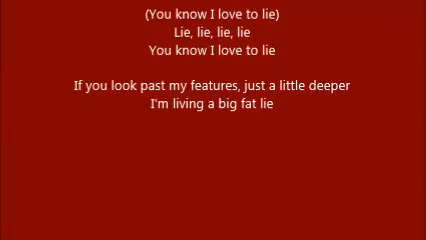 (You know I love to lie)
Lie, lie, lie, lie
You know I love to lie
If you look past my features, just a little deeper
I'm living a big fat lie